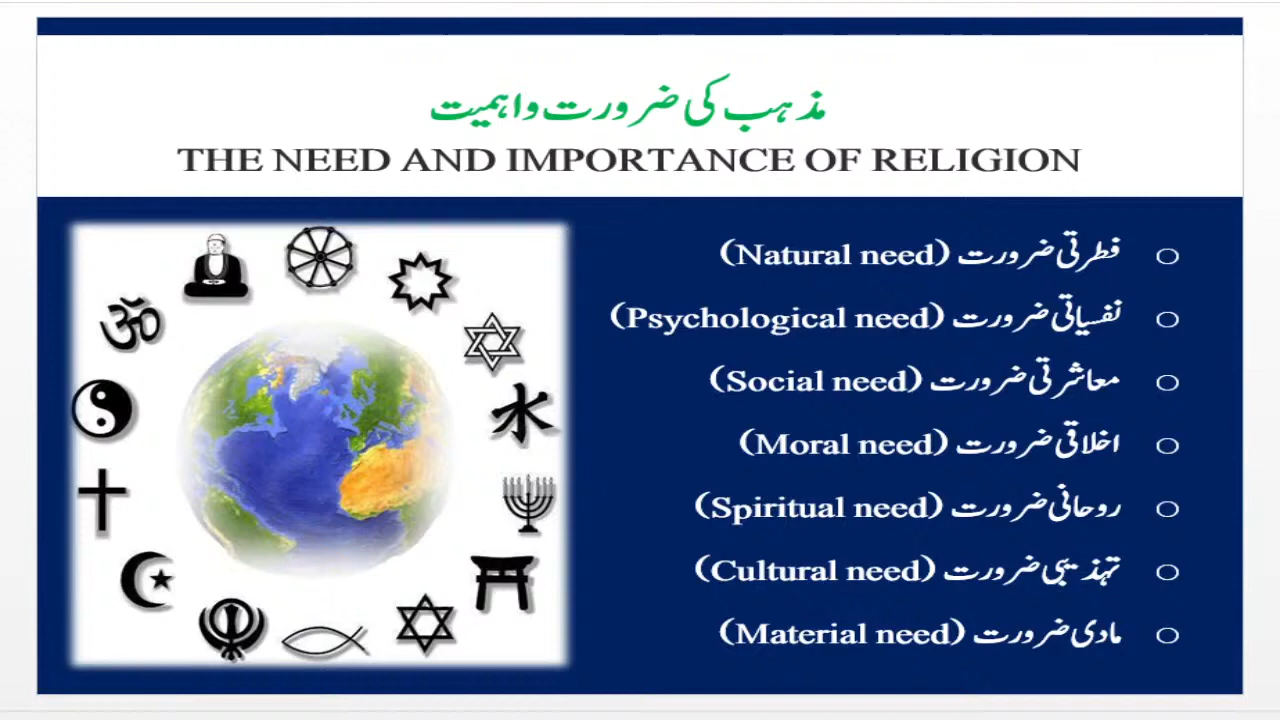 مذہب کی ضرورت و اہمیت
THE NEED AND IMPORTANCE OF RELIGION
فطرتی ضرورت (Natural need)
نفسیاتی ضرورت (Psychological need)
معاشرتی ضرورت (Social need)
اخلاقی ضرورت (Moral need)
روحانی ضرورت (Spiritual need)
تہذیبی ضرورت (Cultural need)
مادی ضرورت (Material need)